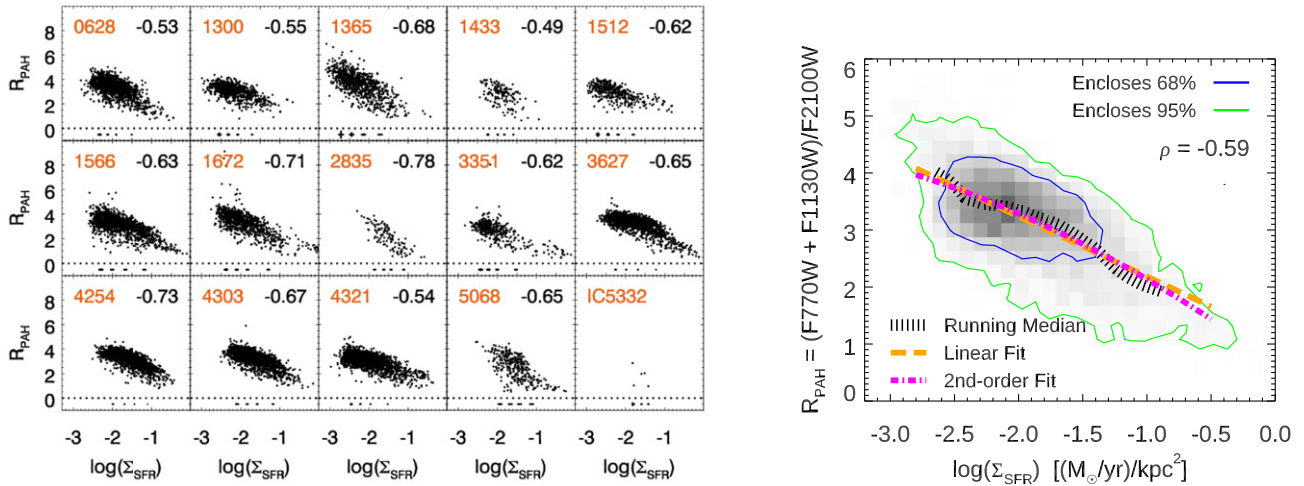 0628 -0.53 1300 -0.55 1365 -0.68 1433 -0.49 1512 -0.62
8
6
4
2
0
R_PAH
1566 -0.63 1672 -0.71 2835 -0.78 3351 -0.62 3627 -0.65
8
6
4
2
0
R_PAH
4254 -0.73 4303 -0.67 4321 -0.54 5068 -0.65 IC5332
8
6
4
2
0
R_PAH
-3 -2 -1 -3 -2 -1 -3 -2 -1 -3 -2 -1 -3 -2 -1
log(Σ_SFR) log(Σ_SFR) log(Σ_SFR) log(Σ_SFR) log(Σ_SFR)
R_PAH = (F770W + F1130W)/F2100W
6
5
4
3
2
1
0
Encloses 68%
Encloses 95%
ρ = -0.59
Running Median
Linear Fit
2nd-order Fit
-3.0 -2.5 -2.0 -1.5 -1.0 -0.5 0.0
log(Σ_SFR) [(M_⊙/yr)/kpc^2]